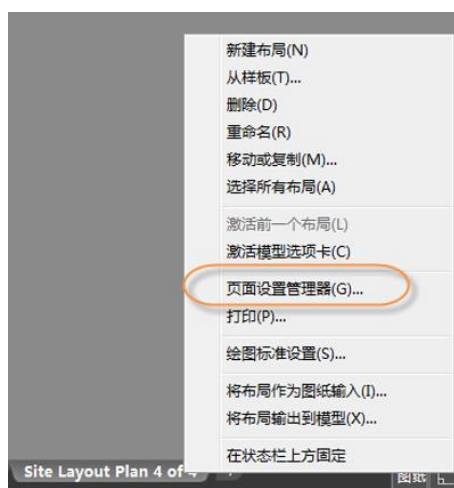 新建布局(N)
从样板(T)...
删除(D)
重命名(R)
移动或复制(M)...
选择所有布局(A)
激活前一个布局(L)
激活模型选项卡(C)
页面设置管理器(G)...
打印(P)...
绘图标准设置(S)...
将布局作为图纸输入(I)...
将布局输出到模型(X)...
在状态栏上方固定
Site Layout Plan 4 of 4
图纸